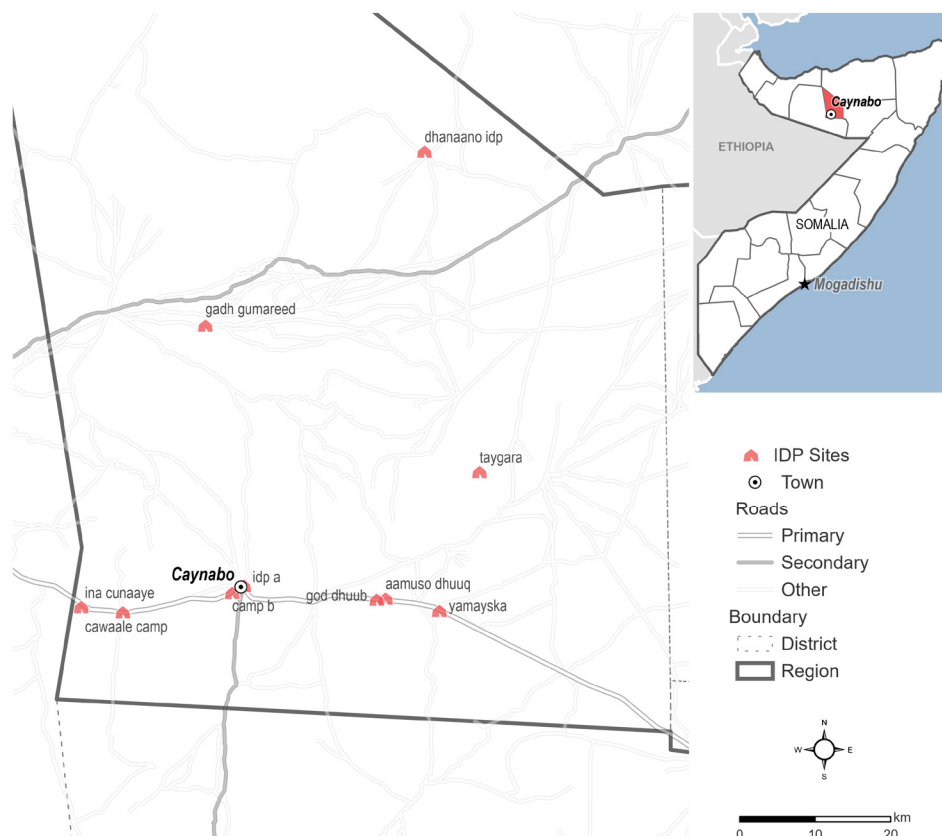 dhanaano idp
gadh gumareed
taygara
Caynabo
idp a
camp b
ina cunaaye
cawaale camp
god dhuub
aamuso dhuuq
yamayska
Caynabo
ETHIOPIA
SOMALIA
Mogadishu
IDP Sites
Town
Roads
Primary
Secondary
Other
Boundary
District
Region
N
W E
S
0 10 20
km